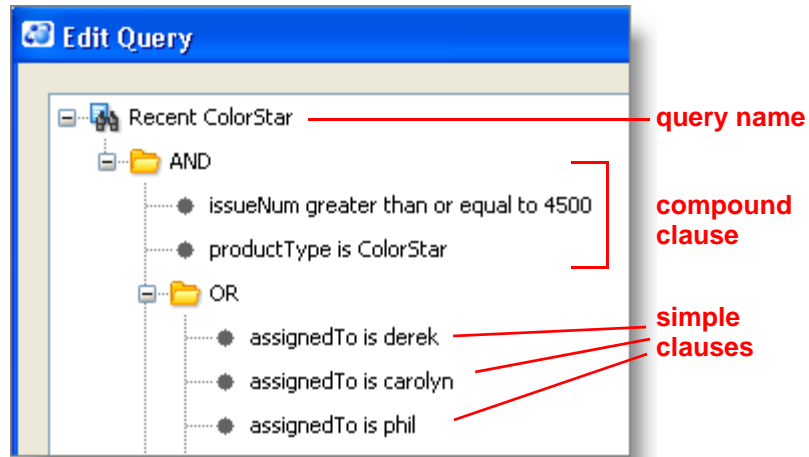 Edit Query
Recent ColorStar
query name
AND
issueNum greater than or equal to 4500
productType is ColorStar
compound
clause
OR
assignedTo is derek
assignedTo is carolyn
assignedTo is phil
simple
clauses